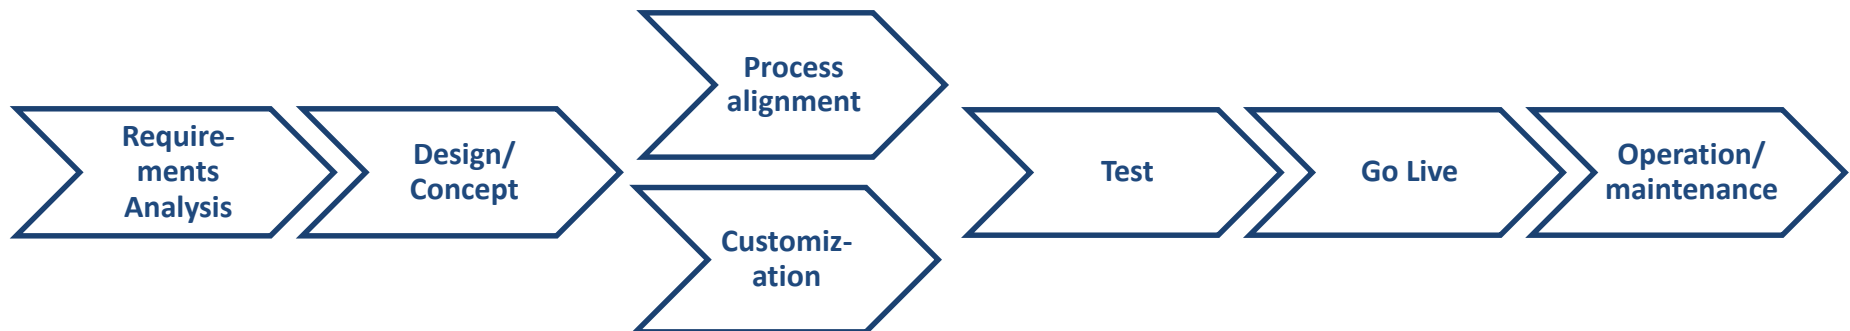 Require-
ments
Analysis
Design/
Concept
Process
alignment
Customiz-
ation
Test
Go Live
Operation/
maintenance